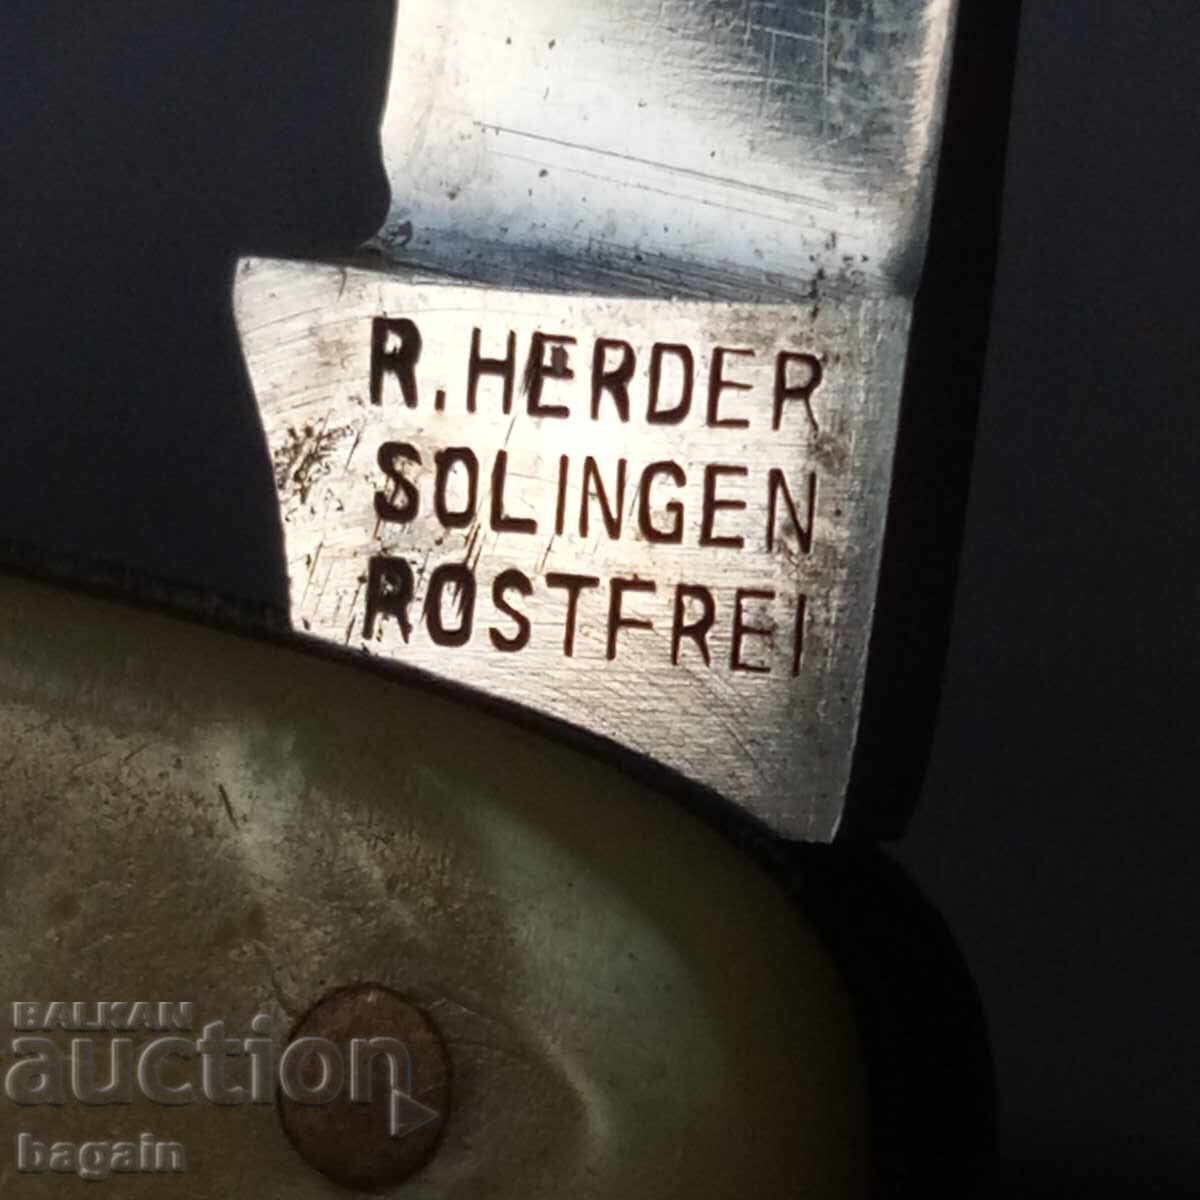 R. HERDER
SOLINGEN
ROSTFREI
BALKAN
auction
bagain